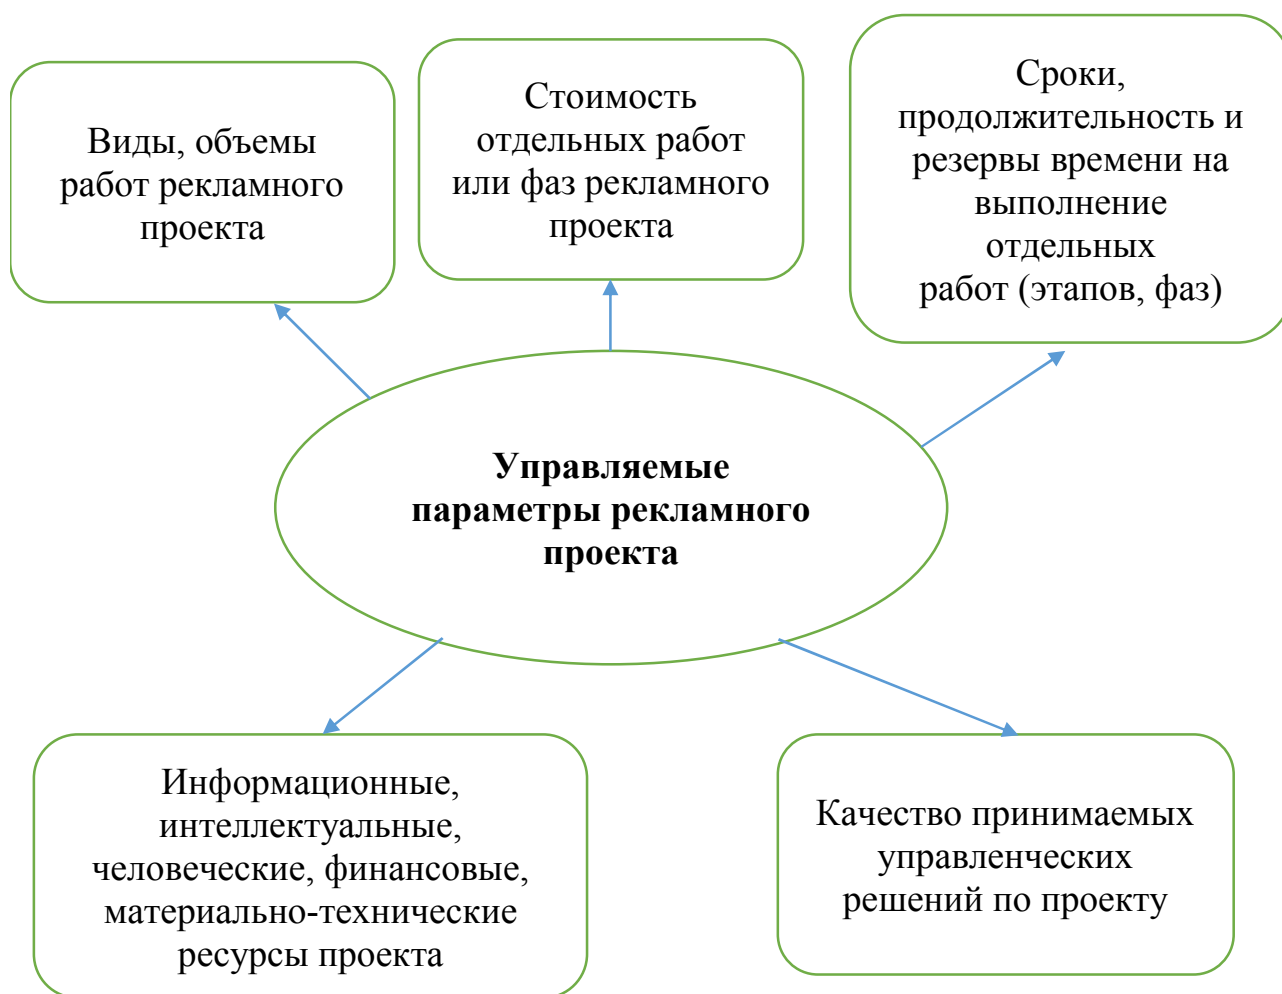 Виды, объемы
работ рекламного
проекта
Стоимость
отдельных работ
или фаз рекламного
проекта
Сроки,
продолжительность и
резервы времени на
выполнение
отдельных
работ (этапов, фаз)
Управляемые
параметры рекламного
проекта
Информационные,
интеллектуальные,
человеческие, финансовые,
материально-технические
ресурсы проекта
Качество принимаемых
управленческих
решений по проекту